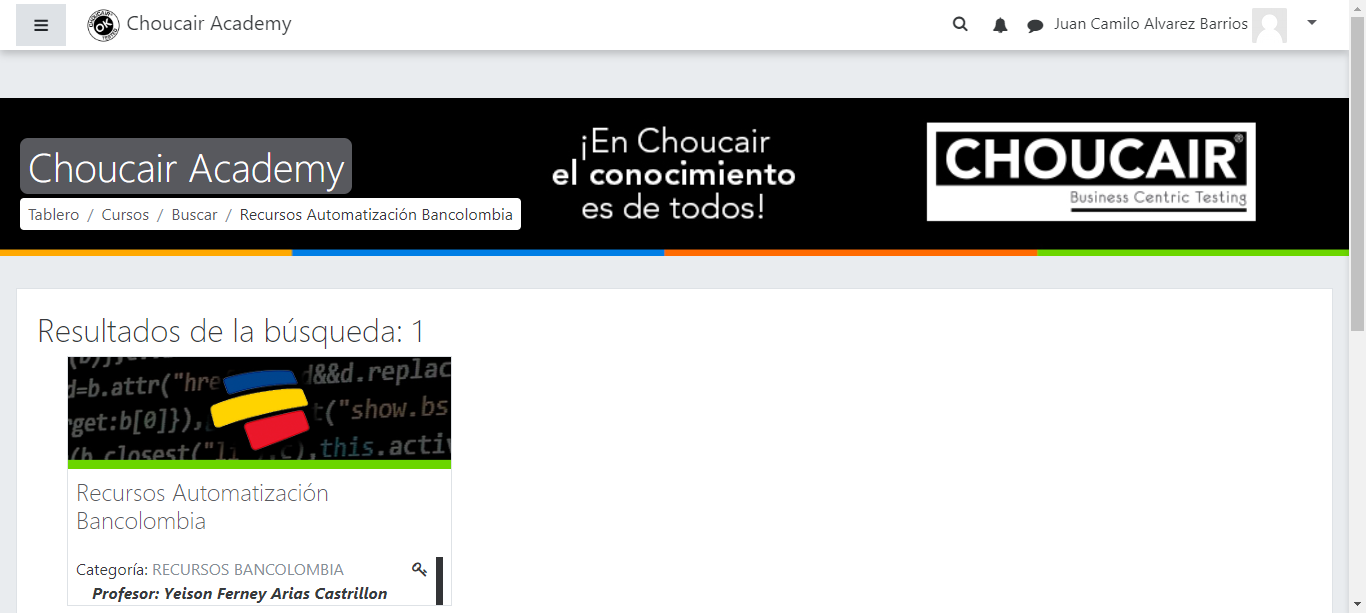 Choucair Academy
Juan Camilo Alvarez Barrios
¡En Choucair
el conocimiento
es de todos!
CHOUCAIR®
Business Centric Testing
Choucair Academy
Tablero / Cursos / Buscar / Recursos Automatización Bancolombia
Resultados de la búsqueda: 1
d=b.attr("hre d&&d.replac
rget:b[0]}), t("show.bs
(b.closest("li ),this.activ
Recursos Automatización
Bancolombia
Categoría: RECURSOS BANCOLOMBIA
Profesor: Yeison Ferney Arias Castrillon